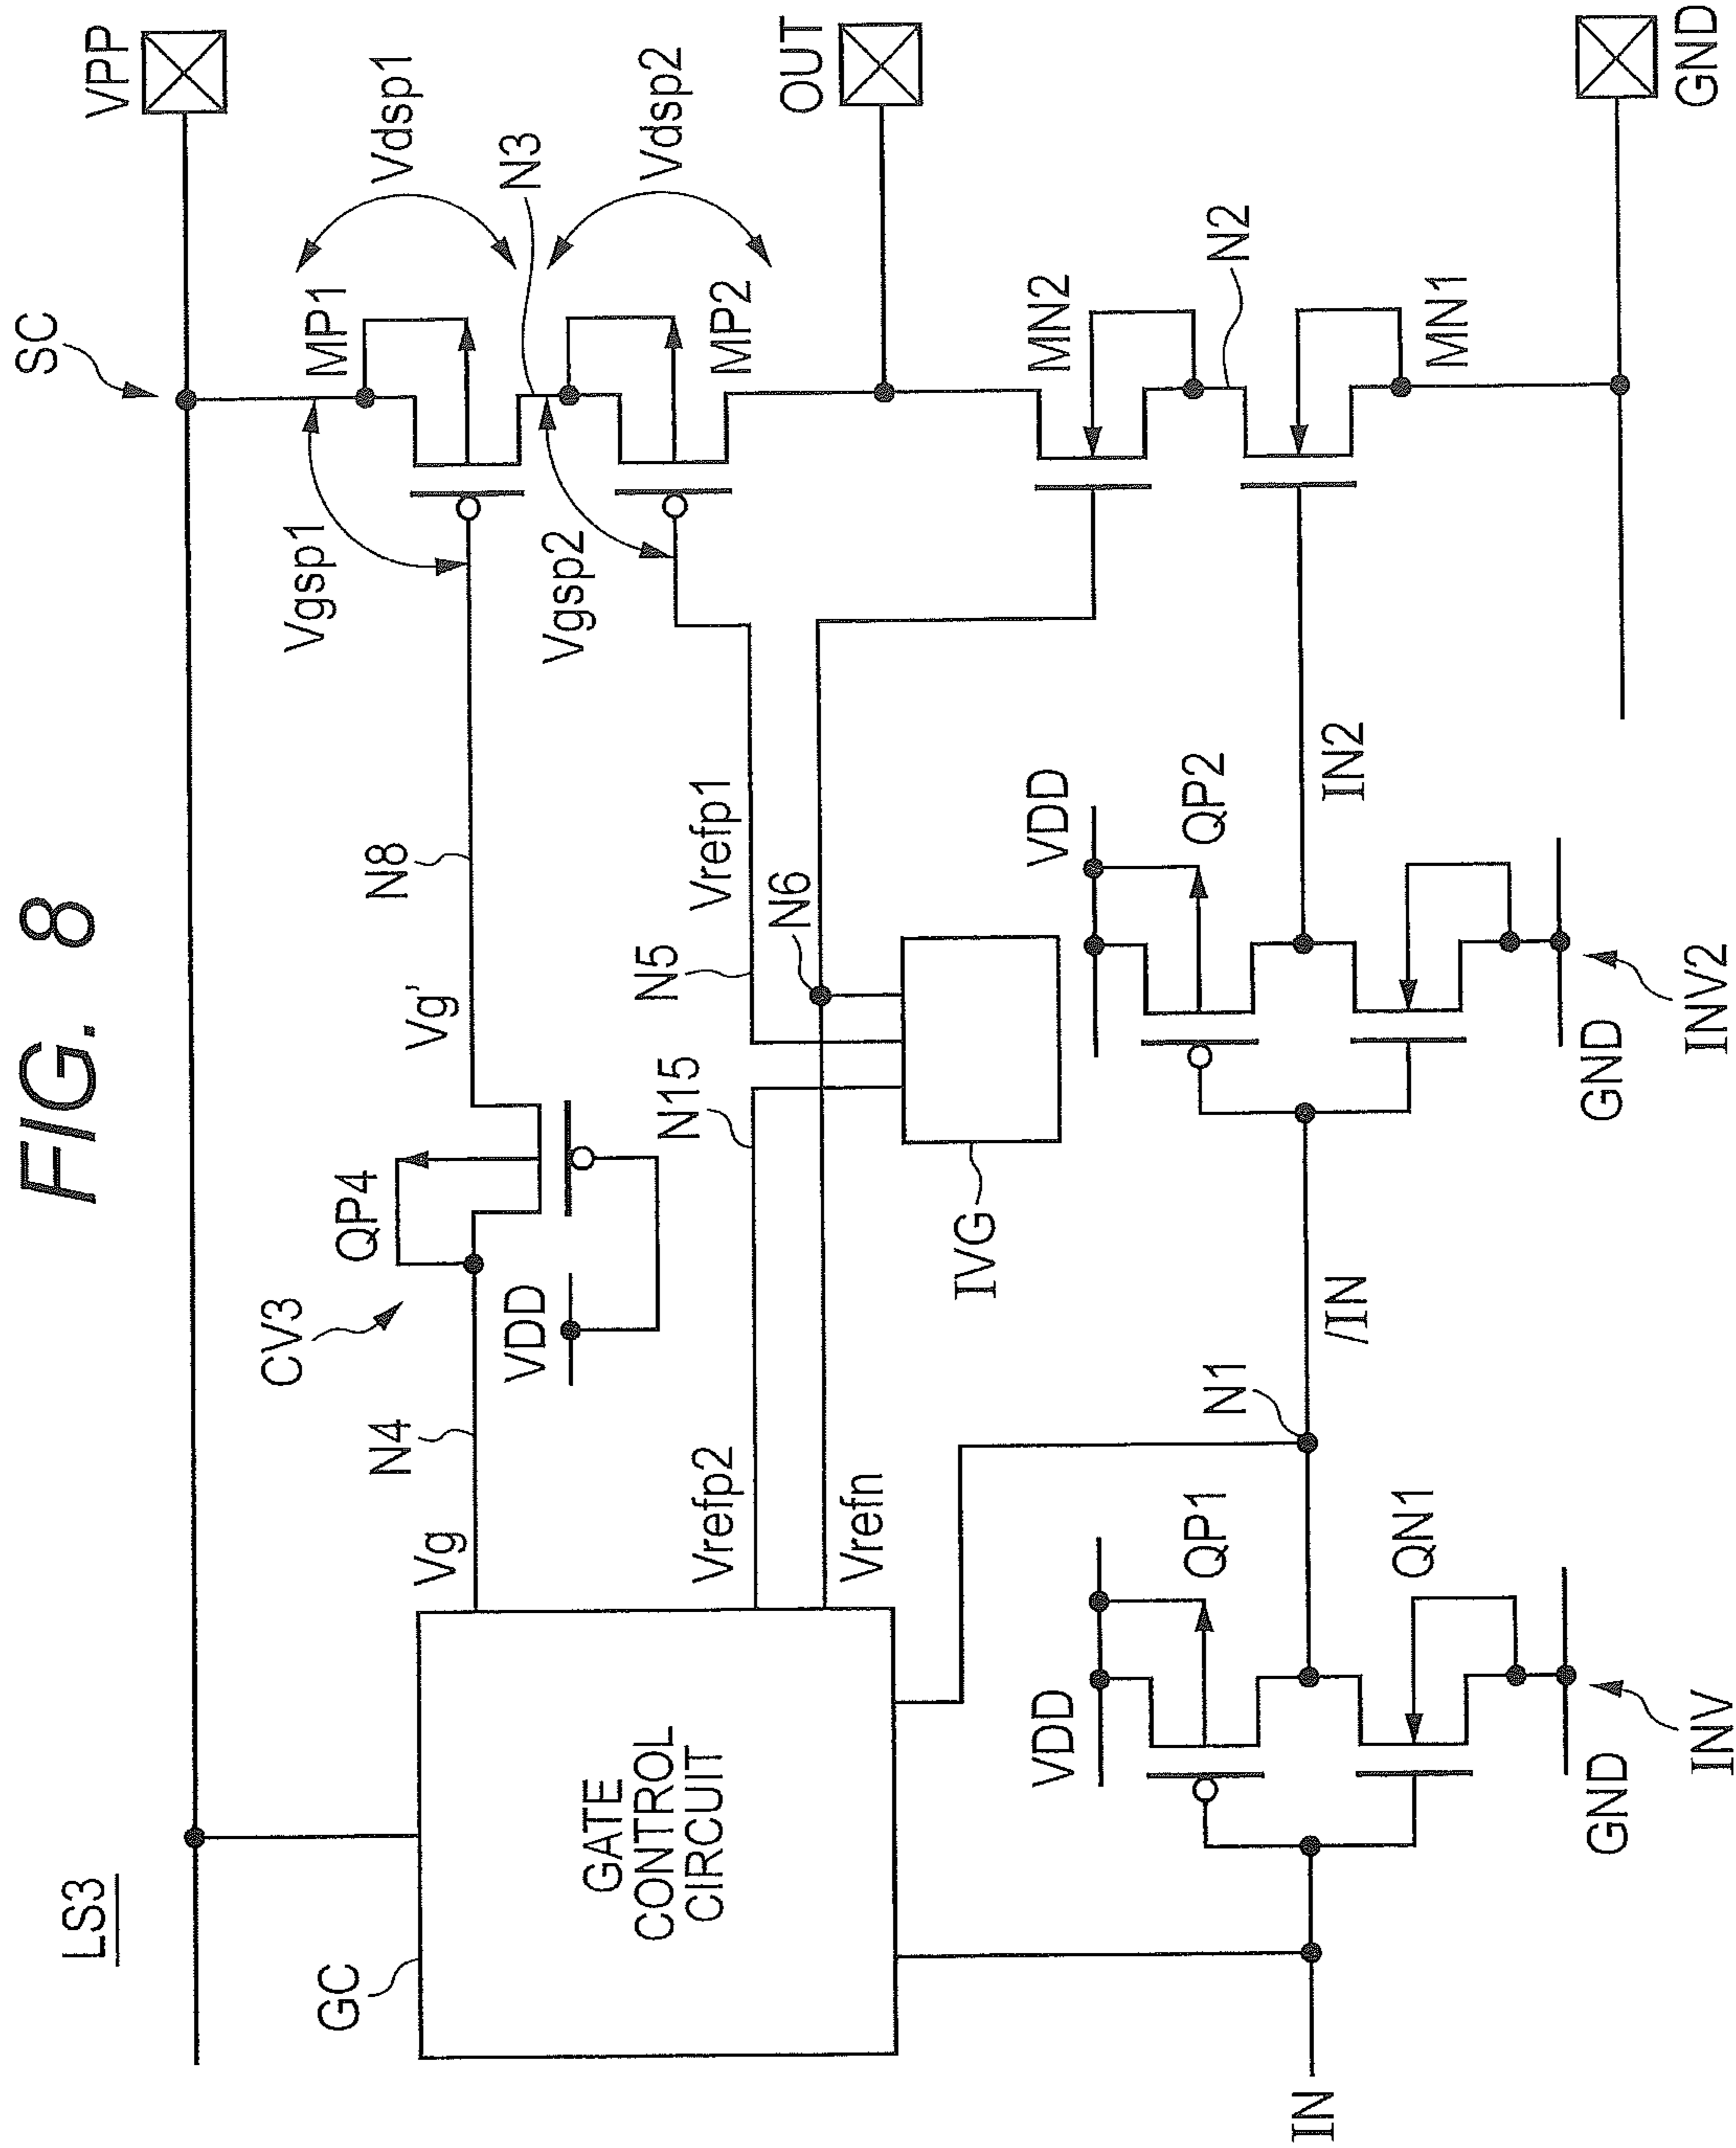 FIG. 8
LS3
SC
VPP
MP1
Vdsp1
Vgsp1
N3
CV3
QP4
N4
Vg
Vg'
N8
VDD
Vgsp2
MP2
Vdsp2
GC
GATE
CONTROL
CIRCUIT
Vrefp2
N15
N5
Vrefp1
Vrefn
N6
OUT
IVG
MN2
N2
VDD
QP1
N1
VDD
QP2
IN
/IN
IN2
QN1
MN1
GND
INV
GND
INV2
GND